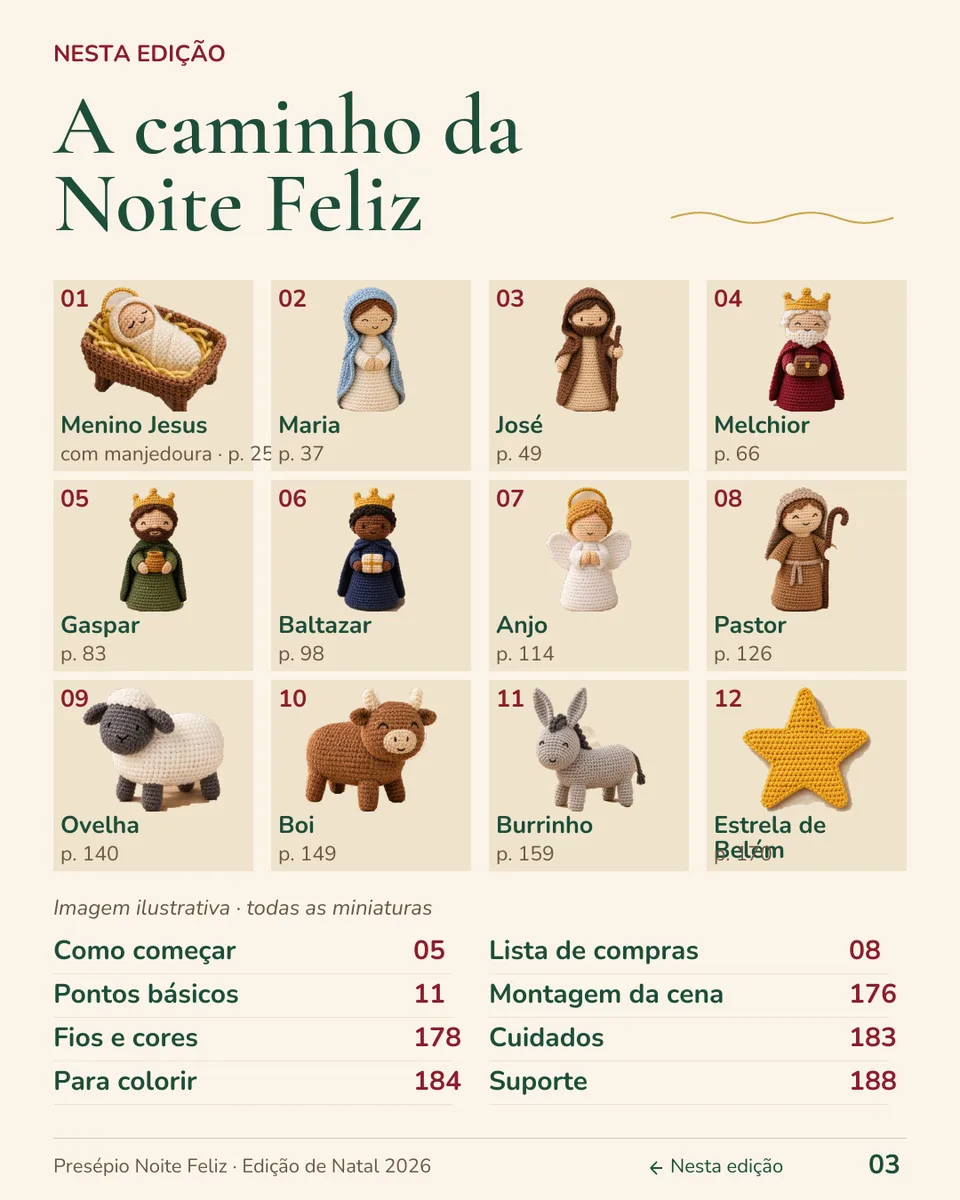 NESTA EDIÇÃO
A caminho da
Noite Feliz
01
Menino Jesus
com manjedoura · p. 25
02
Maria
p. 37
03
José
p. 49
04
Melchior
p. 66
05
Gaspar
p. 83
06
Baltazar
p. 98
07
Anjo
p. 114
08
Pastor
p. 126
09
Ovelha
p. 140
10
Boi
p. 149
11
Burrinho
p. 159
12
Estrela de
Belém
p. 170
Imagem ilustrativa · todas as miniaturas
Como começar 05
Lista de compras 08
Pontos básicos 11
Montagem da cena 176
Fios e cores 178
Cuidados 183
Para colorir 184
Suporte 188
Presépio Noite Feliz · Edição de Natal 2026
← Nesta edição
03